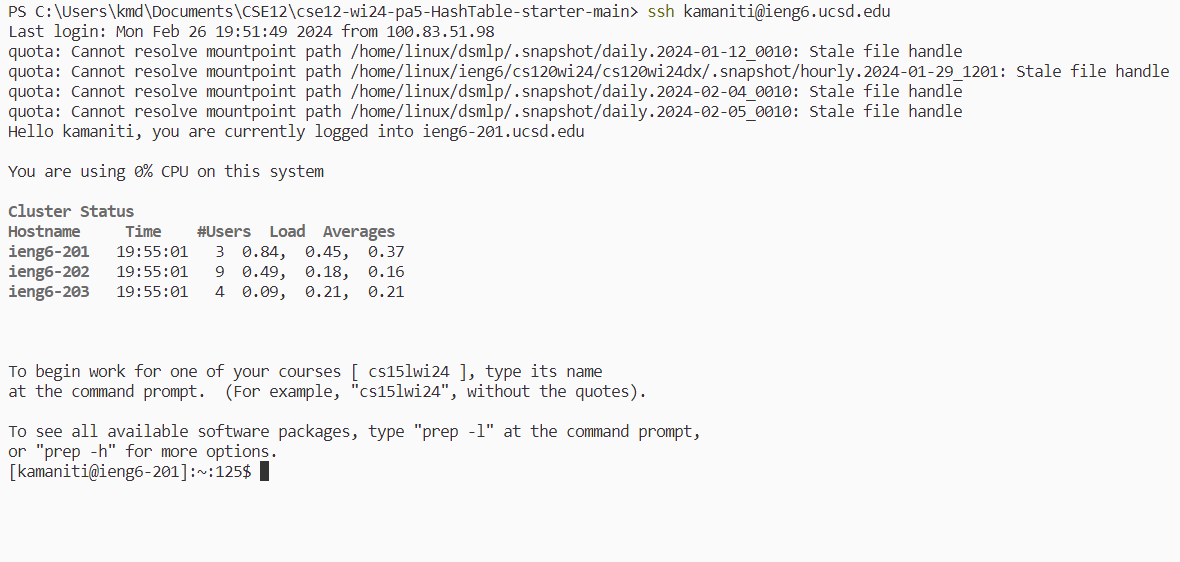 PS C:\Users\kmd\Documents\CSE12\cse12-wi24-pa5-HashTable-starter-main> ssh kamaniti@ieng6.ucsd.edu
Last login: Mon Feb 26 19:51:49 2024 from 100.83.51.98
quota: Cannot resolve mountpoint path /home/linux/dsmlp/.snapshot/daily.2024-01-12_0010: Stale file handle
quota: Cannot resolve mountpoint path /home/linux/ieng6/cs120wi24/cs120wi24dx/.snapshot/hourly.2024-01-29_1201: Stale file handle
quota: Cannot resolve mountpoint path /home/linux/dsmlp/.snapshot/daily.2024-02-04_0010: Stale file handle
quota: Cannot resolve mountpoint path /home/linux/dsmlp/.snapshot/daily.2024-02-05_0010: Stale file handle
Hello kamaniti, you are currently logged into ieng6-201.ucsd.edu
You are using 0% CPU on this system
Cluster Status
Hostname     Time    #Users  Load  Averages
ieng6-201   19:55:01   3  0.84,  0.45,  0.37
ieng6-202   19:55:01   9  0.49,  0.18,  0.16
ieng6-203   19:55:01   4  0.09,  0.21,  0.21
To begin work for one of your courses [ cs15lwi24 ], type its name
at the command prompt.  (For example, "cs15lwi24", without the quotes).
To see all available software packages, type "prep -l" at the command prompt,
or "prep -h" for more options.
[kamaniti@ieng6-201]:~:125$